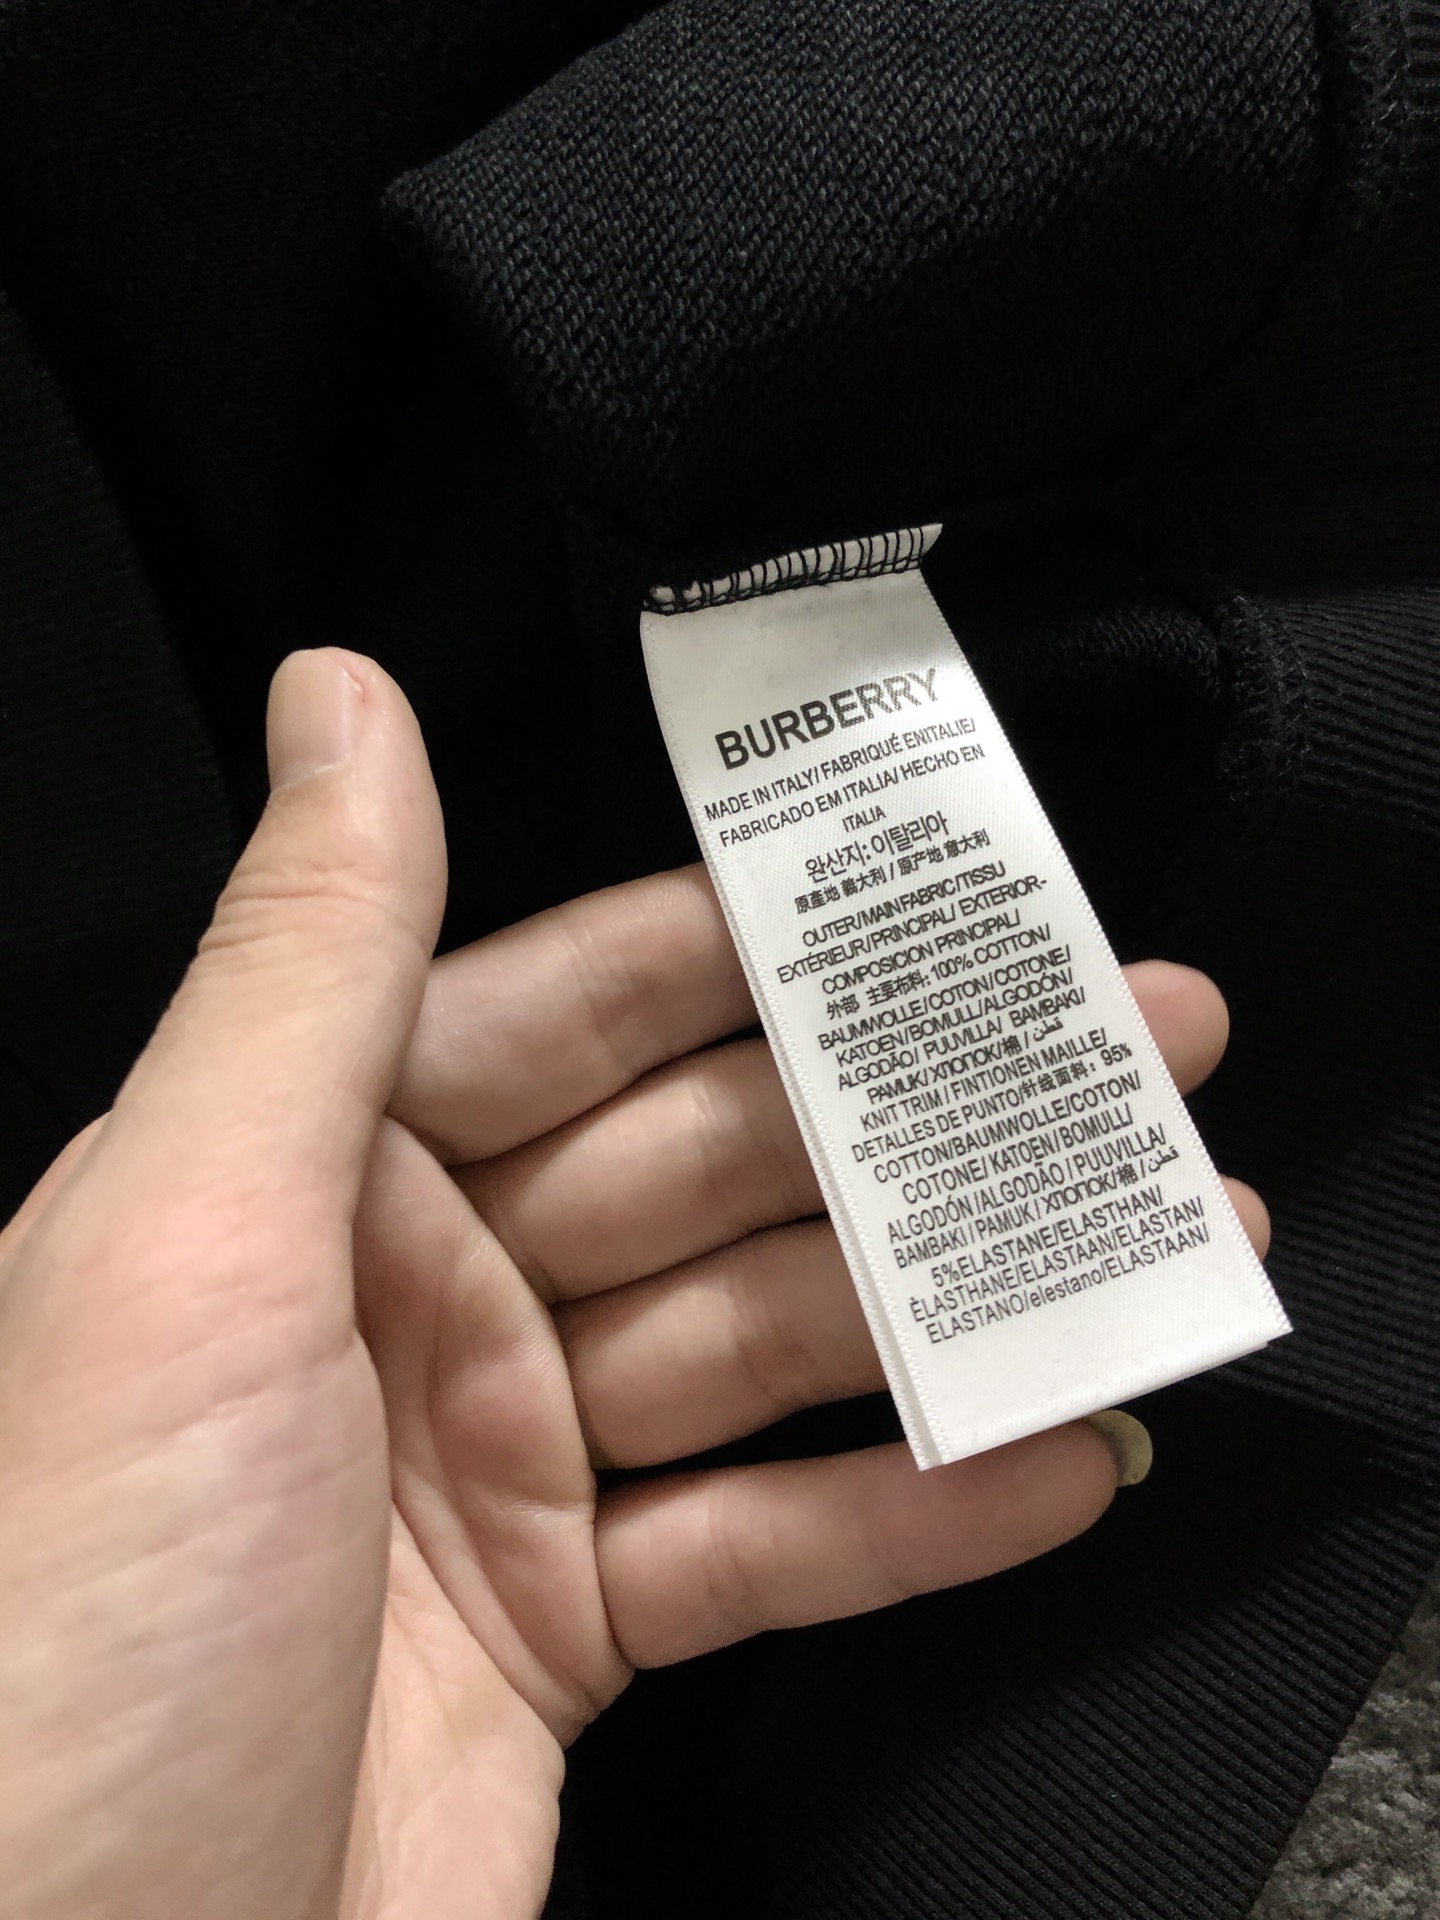 BURBERRY
MADE IN ITALY/ FABRIQUÉ ENITALIE/
FABRICADO EM ITALIA/ HECHO EN
ITALIA
완산지: 이탈리아
原產地 義大利 / 原产地 意大利
OUTER/MAIN FABRIC/TISSU
EXTÉRIEUR/PRINCIPAL/ EXTERIOR-
COMPOSICION PRINCIPAL/
外部 主要布料: 100% COTTON/
BAUMWOLLE/COTON/COTONE/
KATOEN/BOMULL/ALGODÓN/
ALGODÃO/ PUUVILLA/ BAMBAKI/
PAMUK/ХЛОПОК/棉/قطن
KNIT TRIM / FINTIONEN MAILLE/
DETALLES DE PUNTO/针线面料: 95%
COTTON/BAUMWOLLE/COTON/
COTONE/ KATOEN/BOMULL/
ALGODÓN/ALGODÃO / PUUVILLA/
BAMBAKI / PAMUK / ХЛОПОК/棉/قطن
5%ELASTANE/ELASTHAN/
ÈLASTHANE/ELASTAAN/ELASTAN/
ELASTANO/elestano/ELASTAAN/